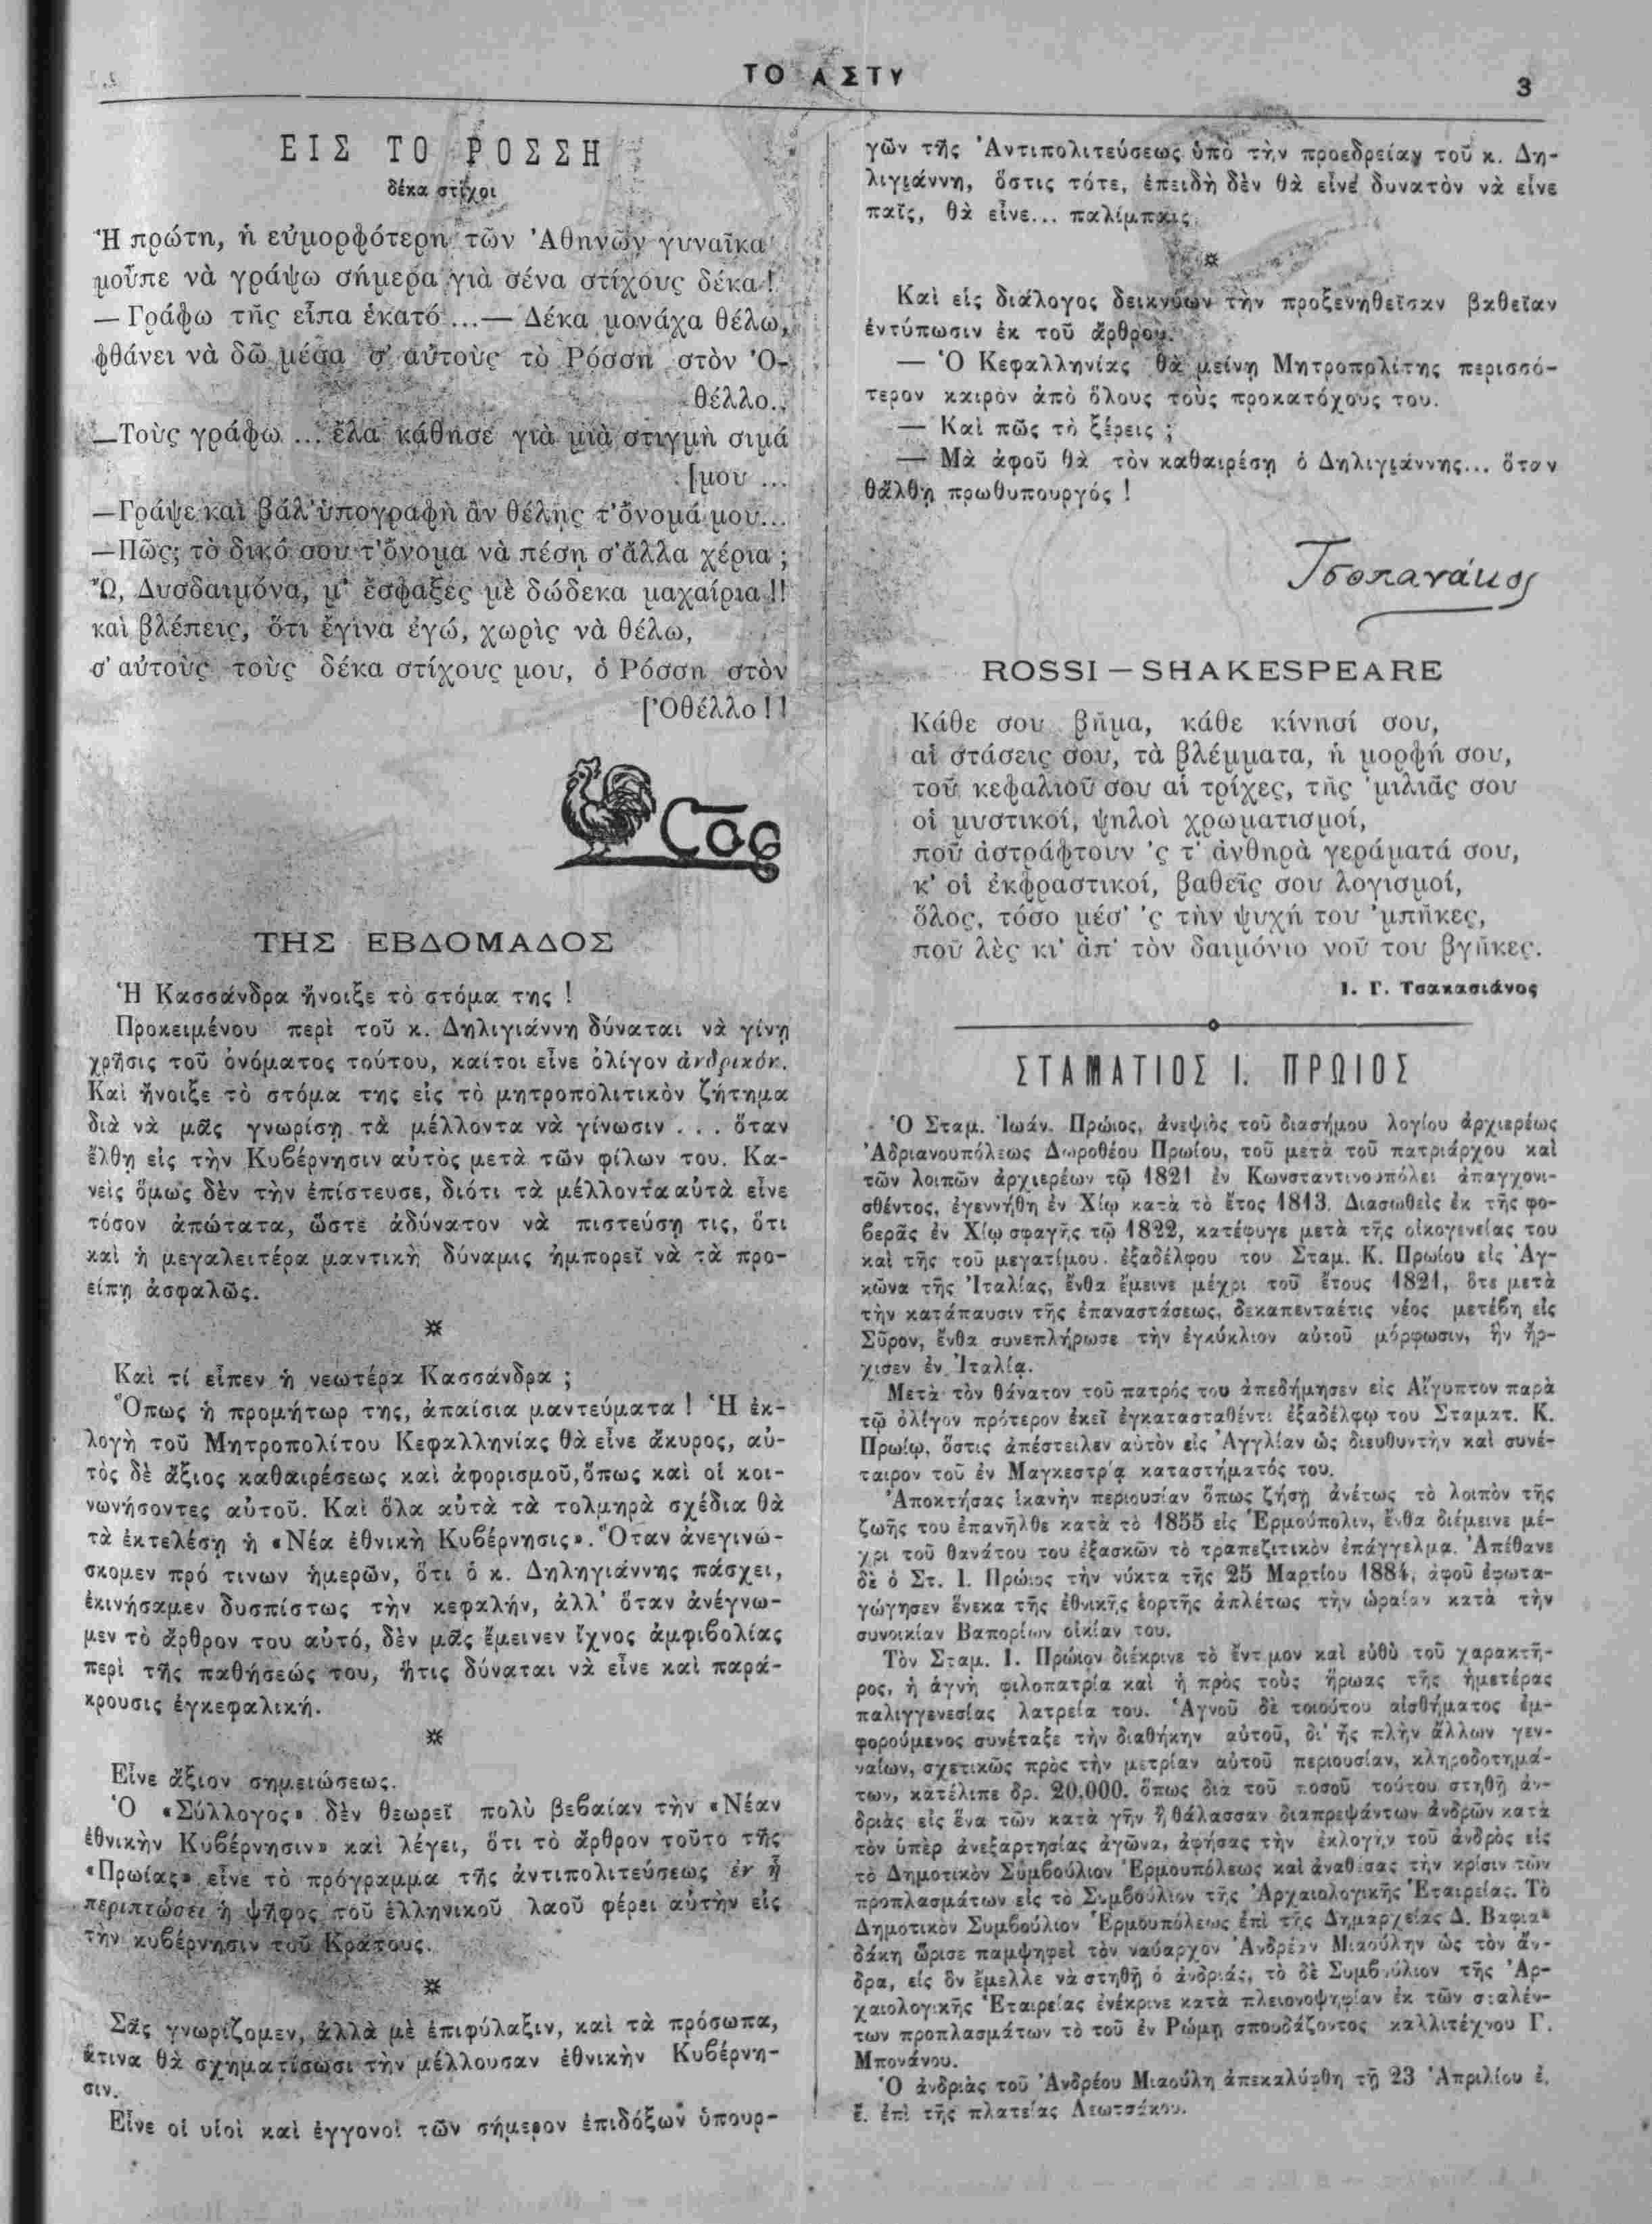 ΤΟ ΑΣΤΥ
3
ΕΙΣ ΤΟ ΡΟΣΣΗ
δέκα στίχοι
Ἡ πρώτη, ἡ εὐμορφότερη τῶν Ἀθηνῶν γυναῖκα
μοῦπε νὰ γράψω σήμερα γιὰ σένα στίχους δέκα!
— Γράφω τῆς εἶπα ἑκατό ...— Δέκα μονάχα θέλω,
φθάνει νὰ δῶ μέσα σ' αὐτοὺς τὸ Ρόσση στὸν Ὀ-
θέλλο..
—Τοὺς γράφω ... ἔλα κάθησε γιὰ μιὰ στιγμὴ σιμά
[μου ...
—Γράψε καὶ βάλ' ὑπογραφὴ ἂν θέλῃς τ' ὄνομά μου...
—Πῶς; τὸ δικό σου τ' ὄνομα νὰ πέσῃ σ' ἄλλα χέρια ;
Ὦ, Δυσδαιμόνα, μ' ἔσφαξες μὲ δώδεκα μαχαίρια!!
καὶ βλέπεις, ὅτι ἔγινα ἐγώ, χωρὶς νὰ θέλω,
σ' αὐτοὺς τοὺς δέκα στίχους μου, ὁ Ρόσση στὸν
[Ὀθέλλο!!
ΤΗΣ ΕΒΔΟΜΑΔΟΣ
Ἡ Κασσάνδρα ἤνοιξε τὸ στόμα της !
Προκειμένου περὶ τοῦ κ. Δηλιγιάννη δύναται νὰ γίνῃ
χρῆσις τοῦ ὀνόματος τούτου, καίτοι εἶνε ὀλίγον ἀνδρικόν.
Καὶ ἤνοιξε τὸ στόμα της εἰς τὸ μητροπολιτικὸν ζήτημα
διὰ νὰ μᾶς γνωρίσῃ τὰ μέλλοντα νὰ γίνωσιν . . . ὅταν
ἔλθῃ εἰς τὴν Κυβέρνησιν αὐτὸς μετὰ τῶν φίλων του. Κα-
νεὶς ὅμως δὲν τὴν ἐπίστευσε, διότι τὰ μέλλοντα αὐτὰ εἶνε
τόσον ἀπώτατα, ὥστε ἀδύνατον νὰ πιστεύσῃ τις, ὅτι
καὶ ἡ μεγαλειτέρα μαντικὴ δύναμις ἠμπορεῖ νὰ τὰ προ-
είπῃ ἀσφαλῶς.
Καὶ τί εἶπεν ἡ νεωτέρα Κασσάνδρα ;
Ὅπως ἡ προμήτωρ της, ἀπαίσια μαντεύματα ! Ἡ ἐκ-
λογὴ τοῦ Μητροπολίτου Κεφαλληνίας θὰ εἶνε ἄκυρος, αὐ-
τὸς δὲ ἄξιος καθαιρέσεως καὶ ἀφορισμοῦ, ὅπως καὶ οἱ κοι-
νωνήσοντες αὐτοῦ. Καὶ ὅλα αὐτὰ τὰ τολμηρὰ σχέδια θὰ
τὰ ἐκτελέσῃ ἡ «Νέα ἐθνικὴ Κυβέρνησις». Ὅταν ἀνεγινώ-
σκομεν πρό τινων ἡμερῶν, ὅτι ὁ κ. Δηληγιάννης πάσχει,
ἐκινήσαμεν δυσπίστως τὴν κεφαλήν, ἀλλ' ὅταν ἀνέγνω-
μεν τὸ ἄρθρον του αὐτό, δὲν μᾶς ἔμεινεν ἴχνος ἀμφιβολίας
περὶ τῆς παθήσεώς του, ἥτις δύναται νὰ εἶνε καὶ παρά-
κρουσις ἐγκεφαλική.
Εἶνε ἄξιον σημειώσεως.
Ὁ «Σύλλογος» δὲν θεωρεῖ πολὺ βεβαίαν τὴν «Νέαν
ἐθνικὴν Κυβέρνησιν» καὶ λέγει, ὅτι τὸ ἄρθρον τοῦτο τῆς
«Πρωίας» εἶνε τὸ πρόγραμμα τῆς ἀντιπολιτεύσεως ἐν ᾗ
περιπτώσει ἡ ψῆφος τοῦ ἑλληνικοῦ λαοῦ φέρει αὐτὴν εἰς
τὴν κυβέρνησιν τοῦ Κράτους.
Σᾶς γνωρίζομεν, ἀλλὰ μὲ ἐπιφύλαξιν, καὶ τὰ πρόσωπα,
ἅτινα θὰ σχηματίσωσι τὴν μέλλουσαν ἐθνικὴν Κυβέρνη-
σιν.
Εἶνε οἱ υἱοὶ καὶ ἔγγονοι τῶν σήμερον ἐπιδόξων ὑπουρ-
γῶν τῆς Ἀντιπολιτεύσεως ὑπὸ τὴν προεδρείαν τοῦ κ. Δη-
λιγιάννη, ὅστις τότε, ἐπειδὴ δὲν θὰ εἶνε δυνατὸν νὰ εἶνε
παῖς, θὰ εἶνε... παλίμπαις.
Καὶ εἷς διάλογος δεικνύων τὴν προξενηθεῖσαν βαθεῖαν
ἐντύπωσιν ἐκ τοῦ ἄρθρου.
— Ὁ Κεφαλληνίας θὰ μείνῃ Μητροπολίτης περισσό-
τερον καιρὸν ἀπὸ ὅλους τοὺς προκατόχους του.
— Καὶ πῶς τὸ ξέρεις ;
— Μὰ ἀφοῦ θὰ τὸν καθαιρέσῃ ὁ Δηλιγιάννης... ὅταν
θἄλθῃ πρωθυπουργός !
Τσοπανάκος
ROSSI — SHAKESPEARE
Κάθε σου βῆμα, κάθε κίνησί σου,
αἱ στάσεις σου, τὰ βλέμματα, ἡ μορφή σου,
τοῦ κεφαλιοῦ σου αἱ τρίχες, τῆς 'μιλιᾶς σου
οἱ μυστικοί, ψηλοὶ χρωματισμοί,
ποῦ ἀστράφτουν 'ς τ' ἀνθηρὰ γεράματά σου,
κ' οἱ ἐκφραστικοί, βαθεῖς σου λογισμοί,
ὅλος, τόσο μέσ' 'ς τὴν ψυχή του 'μπῆκες,
ποῦ λὲς κι' ἀπ' τὸν δαιμόνιο νοῦ του βγῆκες.
Ι. Γ. Τσακασιάνος
ΣΤΑΜΑΤΙΟΣ Ι. ΠΡΩΙΟΣ
Ὁ Σταμ. Ἰωάν. Πρώιος, ἀνεψιὸς τοῦ διασήμου λογίου ἀρχιερέως
Ἀδριανουπόλεως Δωροθέου Πρωίου, τοῦ μετὰ τοῦ πατριάρχου καὶ
τῶν λοιπῶν ἀρχιερέων τῷ 1821 ἐν Κωνσταντινουπόλει ἀπαγχονι-
σθέντος, ἐγεννήθη ἐν Χίῳ κατὰ τὸ ἔτος 1813. Διασωθεὶς ἐκ τῆς φο-
βερᾶς ἐν Χίῳ σφαγῆς τῷ 1822, κατέφυγε μετὰ τῆς οἰκογενείας του
καὶ τῆς τοῦ μεγατίμου ἐξαδέλφου του Σταμ. Κ. Πρωίου εἰς Ἀγ-
κῶνα τῆς Ἰταλίας, ἔνθα ἔμεινε μέχρι τοῦ ἔτους 1821, ὅτε μετὰ
τὴν κατάπαυσιν τῆς ἐπαναστάσεως, δεκαπενταέτις νέος μετέβη εἰς
Σῦρον, ἔνθα συνεπλήρωσε τὴν ἐγκύκλιον αὐτοῦ μόρφωσιν, ἣν ἤρ-
χισεν ἐν Ἰταλίᾳ.
Μετὰ τὸν θάνατον τοῦ πατρός του ἀπεδήμησεν εἰς Αἴγυπτον παρὰ
τῷ ὀλίγον πρότερον ἐκεῖ ἐγκατασταθέντι ἐξαδέλφῳ του Σταματ. Κ.
Πρωίῳ, ὅστις ἀπέστειλεν αὐτὸν εἰς Ἀγγλίαν ὡς διευθυντὴν καὶ συνέ-
ταιρον τοῦ ἐν Μαγκεστρίᾳ καταστήματός του.
Ἀποκτήσας ἱκανὴν περιουσίαν ὅπως ζήσῃ ἀνέτως τὸ λοιπὸν τῆς
ζωῆς του ἐπανῆλθε κατὰ τὸ 1855 εἰς Ἑρμούπολιν, ἔνθα διέμεινε μέ-
χρι τοῦ θανάτου του ἐξασκῶν τὸ τραπεζιτικὸν ἐπάγγελμα. Ἀπέθανε
δὲ ὁ Στ. Ι. Πρώιος τὴν νύκτα τῆς 25 Μαρτίου 1884, ἀφοῦ ἐφωτα-
γώγησεν ἕνεκα τῆς ἐθνικῆς ἑορτῆς ἀπλέτως τὴν ὡραίαν κατὰ τὴν
συνοικίαν Βαπορίων οἰκίαν του.
Τὸν Σταμ. Ι. Πρώιον διέκρινε τὸ ἔντιμον καὶ εὐθὺ τοῦ χαρακτῆ-
ρος, ἡ ἁγνὴ φιλοπατρία καὶ ἡ πρὸς τοὺς ἥρωας τῆς ἡμετέρας
παλιγγενεσίας λατρεία του. Ἁγνοῦ δὲ τοιούτου αἰσθήματος ἐμ-
φορούμενος συνέταξε τὴν διαθήκην αὐτοῦ, δι' ἧς πλὴν ἄλλων γεν-
ναίων, σχετικῶς πρὸς τὴν μετρίαν αὐτοῦ περιουσίαν, κληροδοτημά-
των, κατέλιπε δρ. 20,000, ὅπως διὰ τοῦ ποσοῦ τούτου στηθῇ ἀν-
δριὰς εἰς ἕνα τῶν κατὰ γῆν ἢ θάλασσαν διαπρεψάντων ἀνδρῶν κατὰ
τὸν ὑπὲρ ἀνεξαρτησίας ἀγῶνα, ἀφήσας τὴν ἐκλογὴν τοῦ ἀνδρὸς εἰς
τὸ Δημοτικὸν Συμβούλιον Ἑρμουπόλεως καὶ ἀναθέσας τὴν κρίσιν τῶν
προπλασμάτων εἰς τὸ Συμβούλιον τῆς Ἀρχαιολογικῆς Ἑταιρείας. Τὸ
Δημοτικὸν Συμβούλιον Ἑρμουπόλεως ἐπὶ τῆς Δημαρχείας Δ. Βαφια-
δάκη ὥρισε παμψηφεὶ τὸν ναύαρχον Ἀνδρέαν Μιαούλην ὡς τὸν ἄν-
δρα, εἰς ὃν ἔμελλε νὰ στηθῇ ὁ ἀνδριάς, τὸ δὲ Συμβούλιον τῆς Ἀρ-
χαιολογικῆς Ἑταιρείας ἐνέκρινε κατὰ πλειονοψηφίαν ἐκ τῶν σταλέν-
των προπλασμάτων τὸ τοῦ ἐν Ρώμῃ σπουδάζοντος καλλιτέχνου Γ.
Μπονάνου.
Ὁ ἀνδριὰς τοῦ Ἀνδρέου Μιαούλη ἀπεκαλύφθη τῇ 23 Ἀπριλίου ἐ.
ἔ. ἐπὶ τῆς πλατείας Λεωτσάκου.